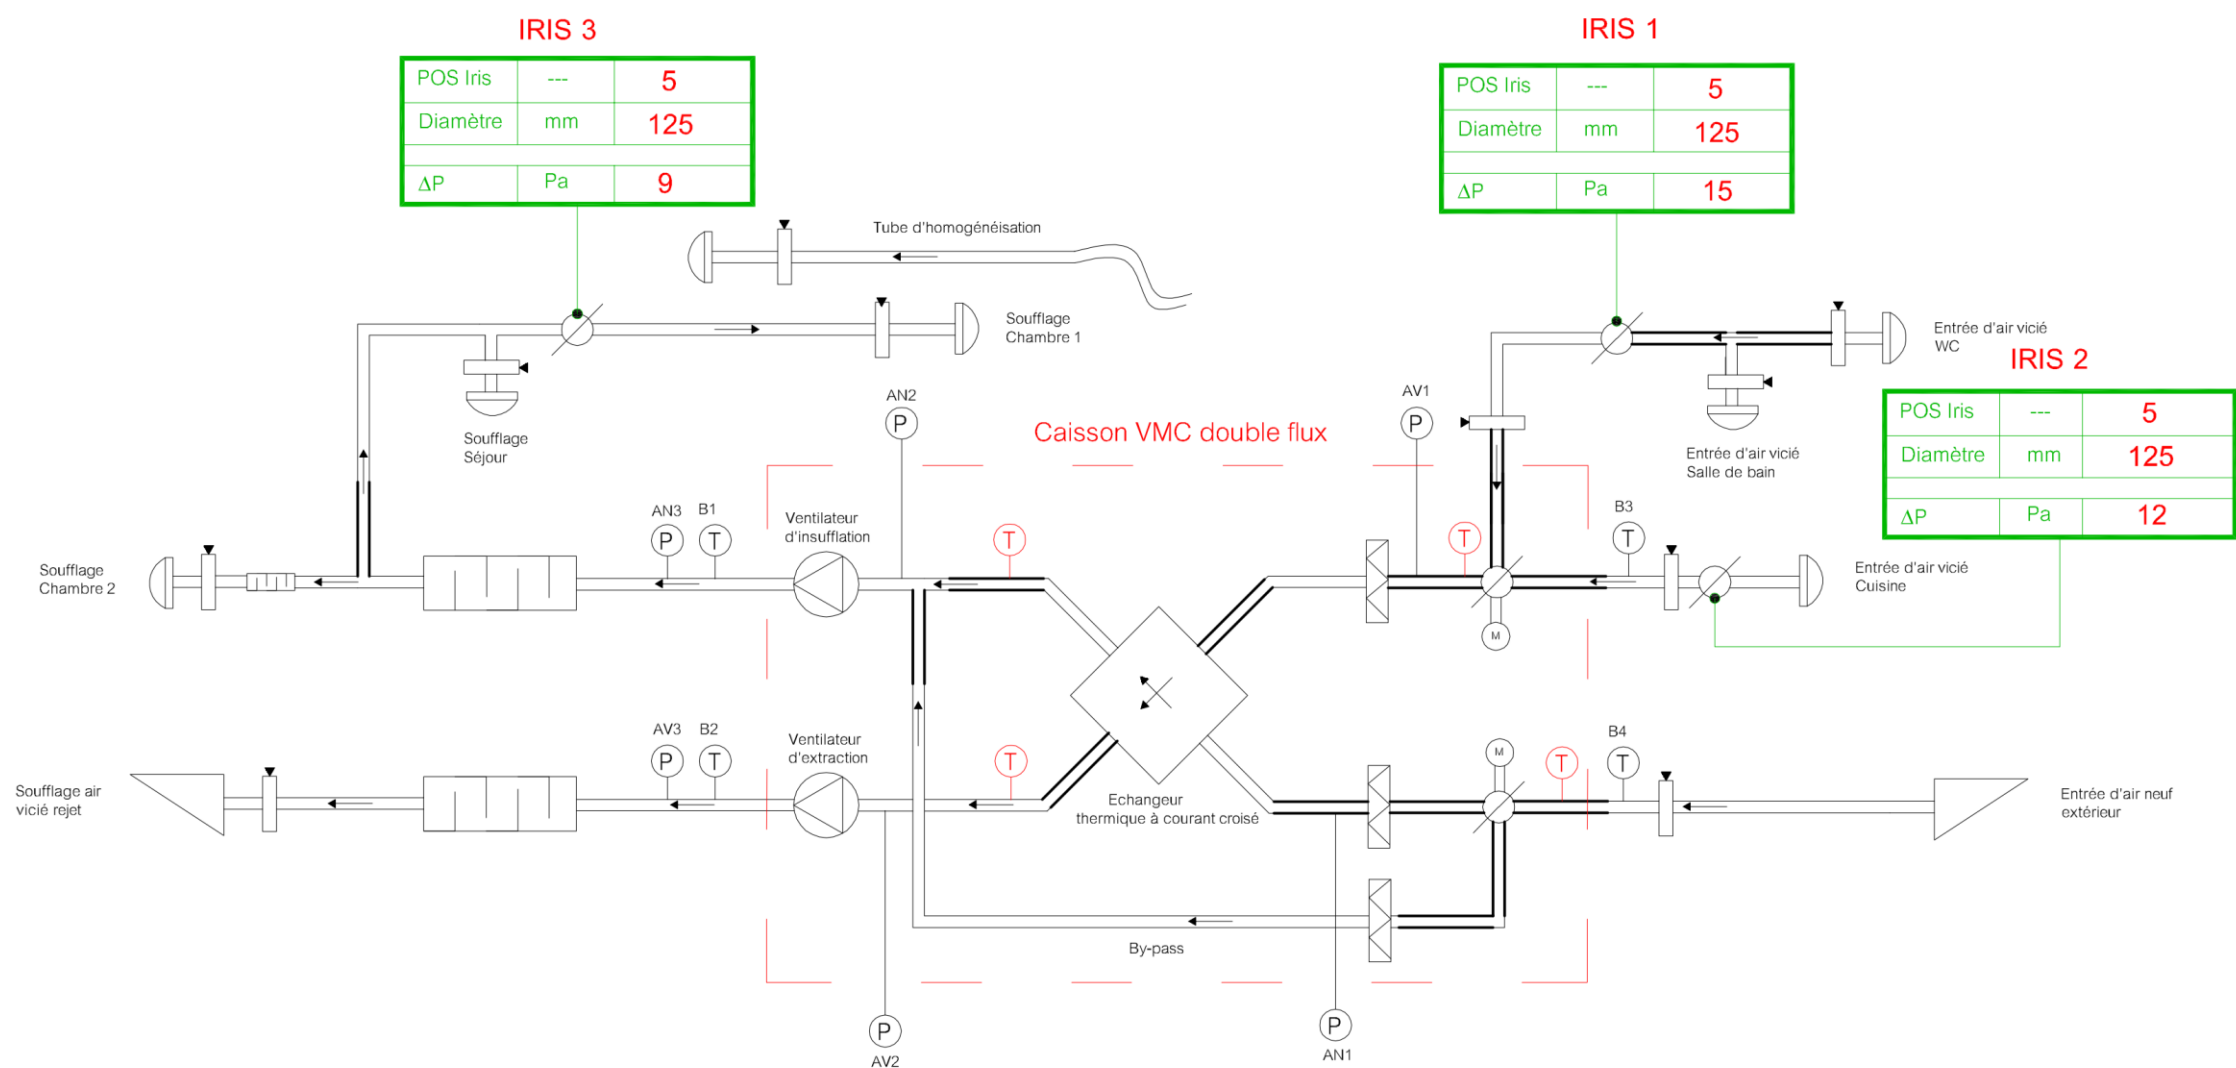 IRIS 3
POS Iris --- 5
Diamètre mm 125
ΔP Pa 9
IRIS 1
POS Iris --- 5
Diamètre mm 125
ΔP Pa 15
Tube d'homogénéisation
Soufflage
Chambre 1
Entrée d'air vicié
WC
IRIS 2
POS Iris --- 5
Diamètre mm 125
ΔP Pa 12
Soufflage
Séjour
AN2
P
Caisson VMC double flux
AV1
P
Entrée d'air vicié
Salle de bain
AN3
P
B1
T
Ventilateur
d'insufflation
T
T
B3
T
Soufflage
Chambre 2
Entrée d'air vicié
Cuisine
M
AV3
P
B2
T
Ventilateur
d'extraction
T
M
T
B4
T
Soufflage air
vicié rejet
Echangeur
thermique à courant croisé
Entrée d'air neuf
extérieur
By-pass
P
AV2
P
AN1